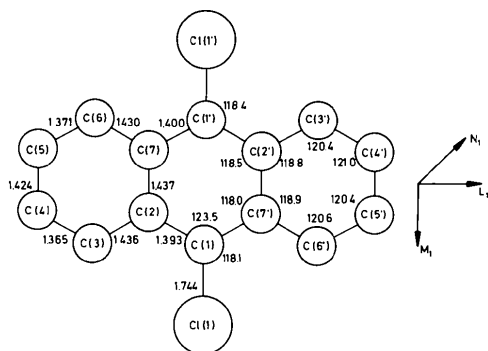 Cl(1')
118.4
1.371 C(6) 1.430 1.400 C(1') C(3')
C(5) C(7) 118.5 C(2') 118.8 120.4 C(4')
121.0
N₁
1.424 1.437
L₁
C(4) C(2) 123.5 118.0 C(7') 118.9 120.4 C(5')
1.365 C(3) 1.436 1.393 C(1) 120.6 C(6')
118.1
M₁
1.744
Cl(1)